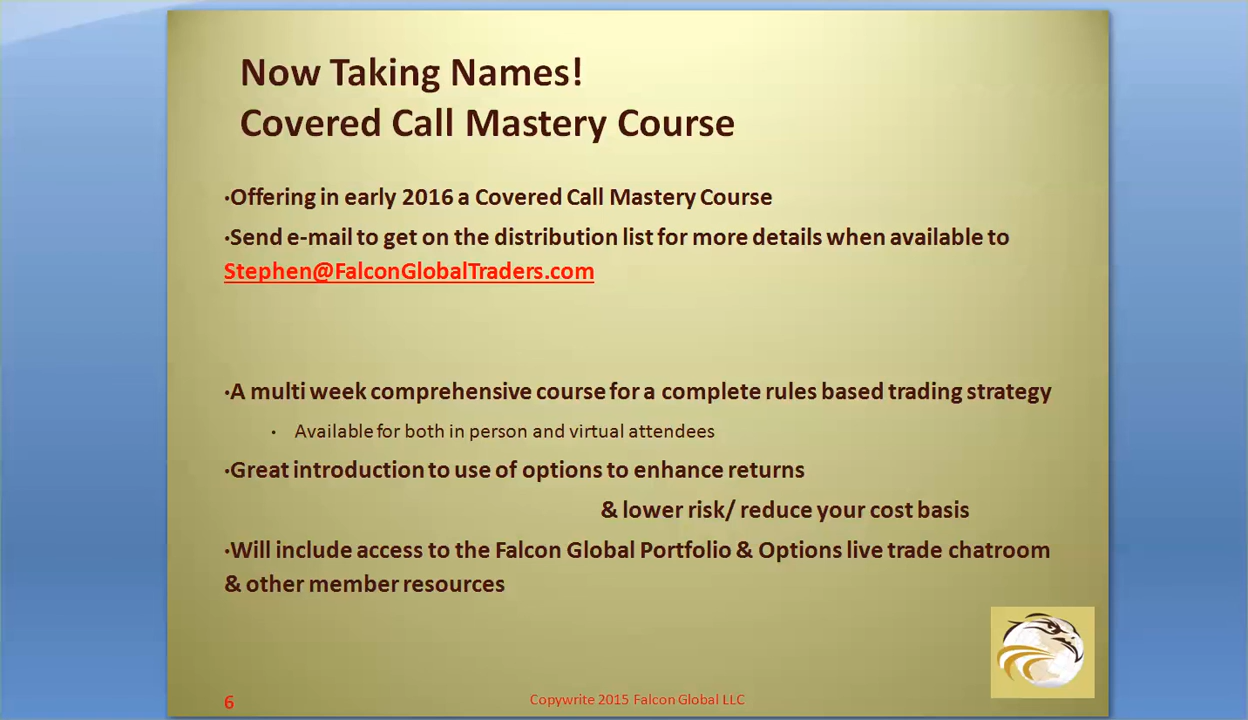 Now Taking Names!
Covered Call Mastery Course
·Offering in early 2016 a Covered Call Mastery Course
·Send e-mail to get on the distribution list for more details when available to
Stephen@FalconGlobalTraders.com
·A multi week comprehensive course for a complete rules based trading strategy
· Available for both in person and virtual attendees
·Great introduction to use of options to enhance returns
& lower risk/ reduce your cost basis
·Will include access to the Falcon Global Portfolio & Options live trade chatroom
& other member resources
6
Copywrite 2015 Falcon Global LLC